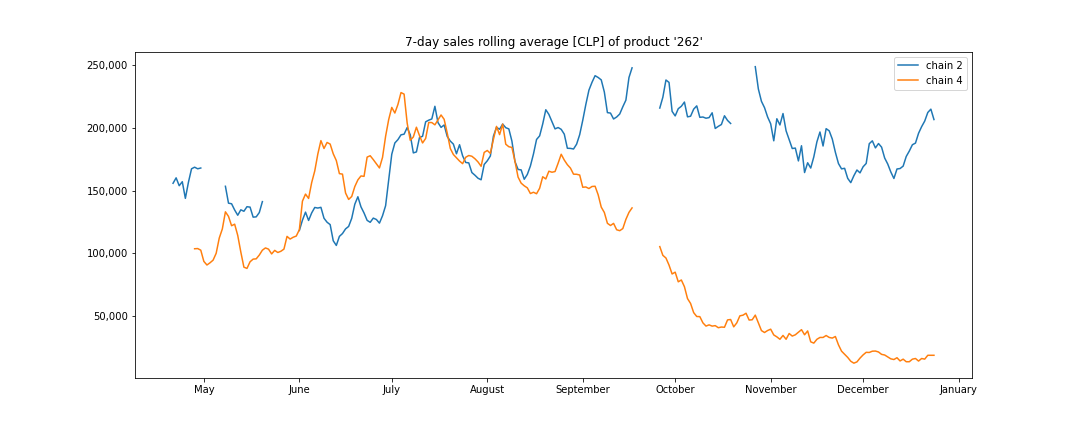 7-day sales rolling average [CLP] of product '262'
250,000
200,000
150,000
100,000
50,000
chain 2
chain 4
May June July August September October November December January